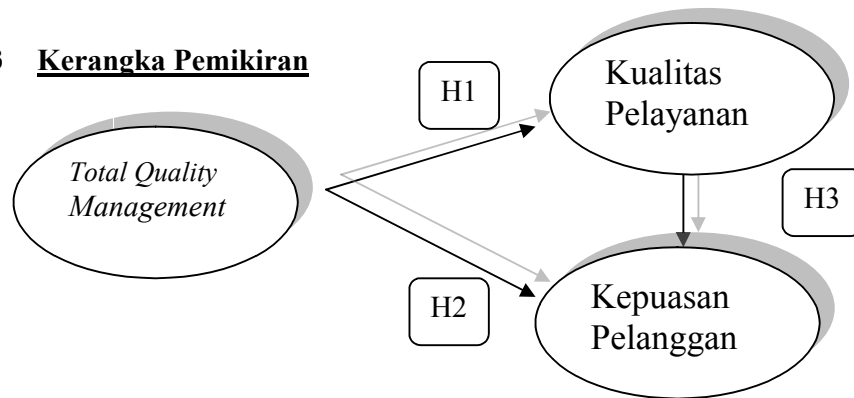 Kerangka Pemikiran
H1
Kualitas
Pelayanan
Total Quality
Management
H3
H2
Kepuasan
Pelanggan